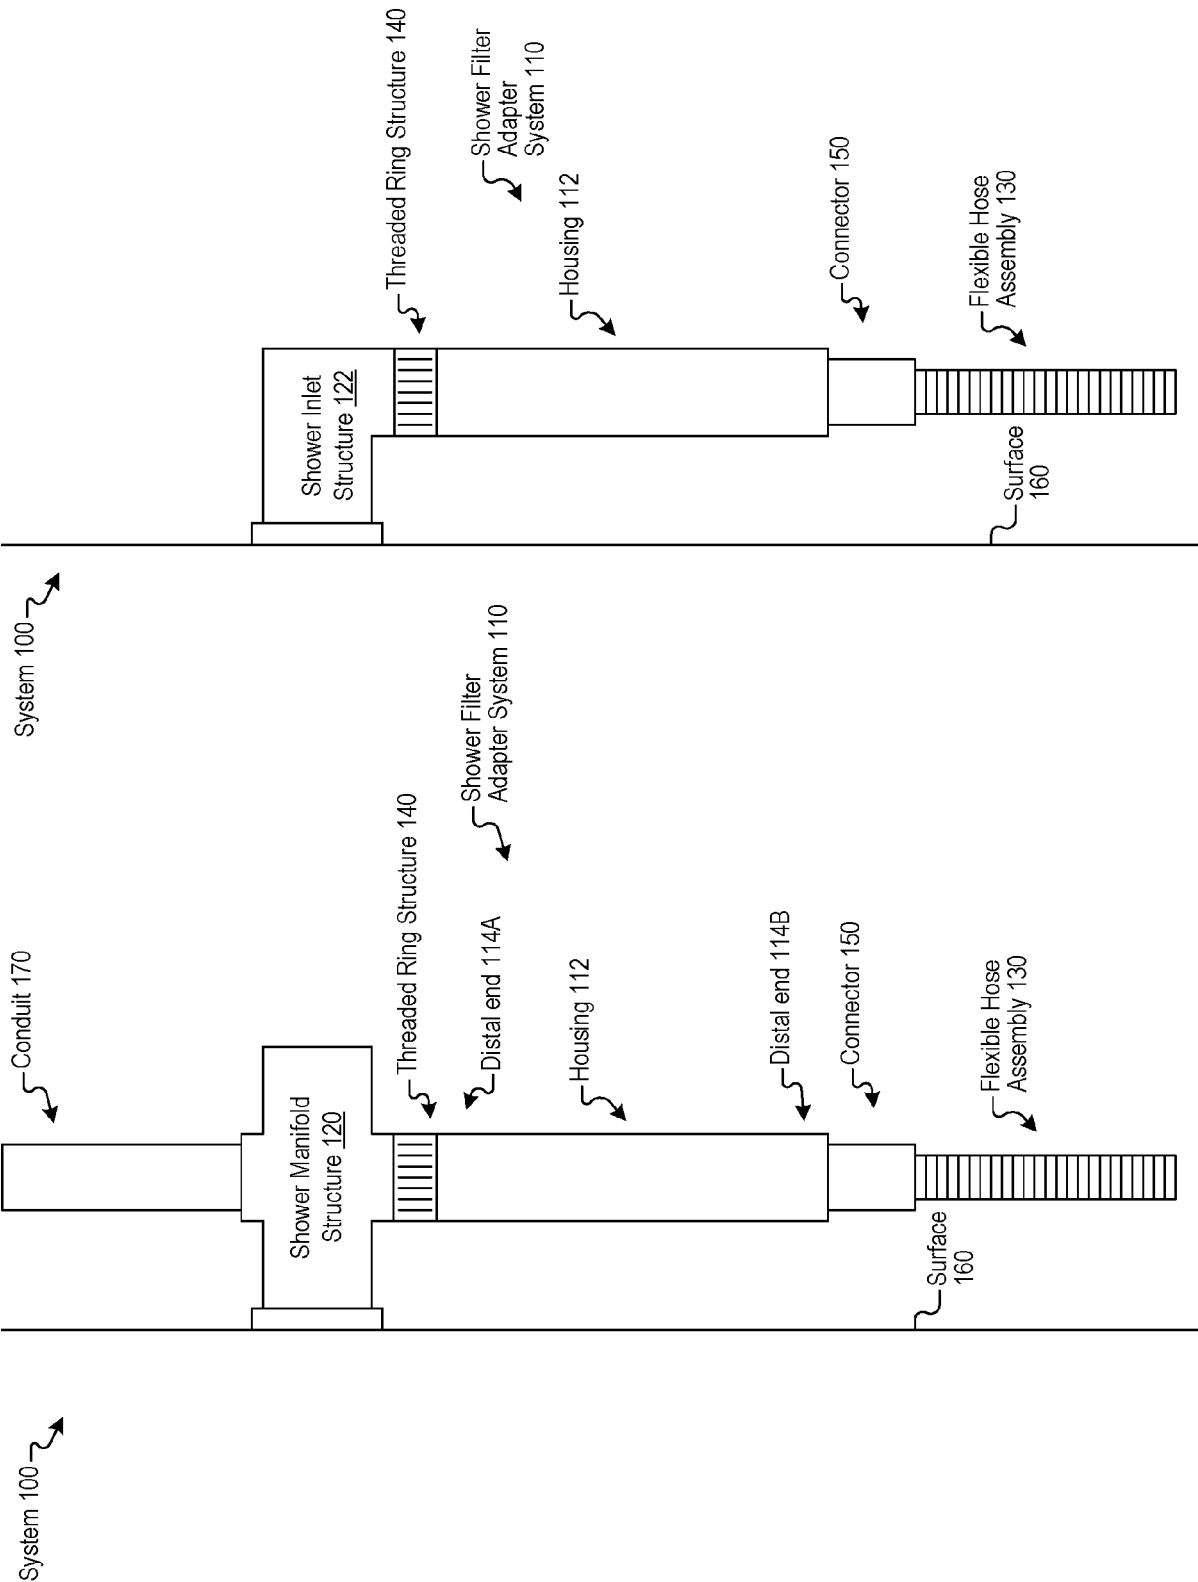 System 100
Conduit 170
Shower Manifold
Structure 120
Threaded Ring Structure 140
Distal end 114A
Shower Filter
Adapter System 110
Housing 112
Distal end 114B
Connector 150
Surface
160
Flexible Hose
Assembly 130
System 100
Shower Inlet
Structure 122
Threaded Ring Structure 140
Shower Filter
Adapter
System 110
Housing 112
Connector 150
Surface
160
Flexible Hose
Assembly 130